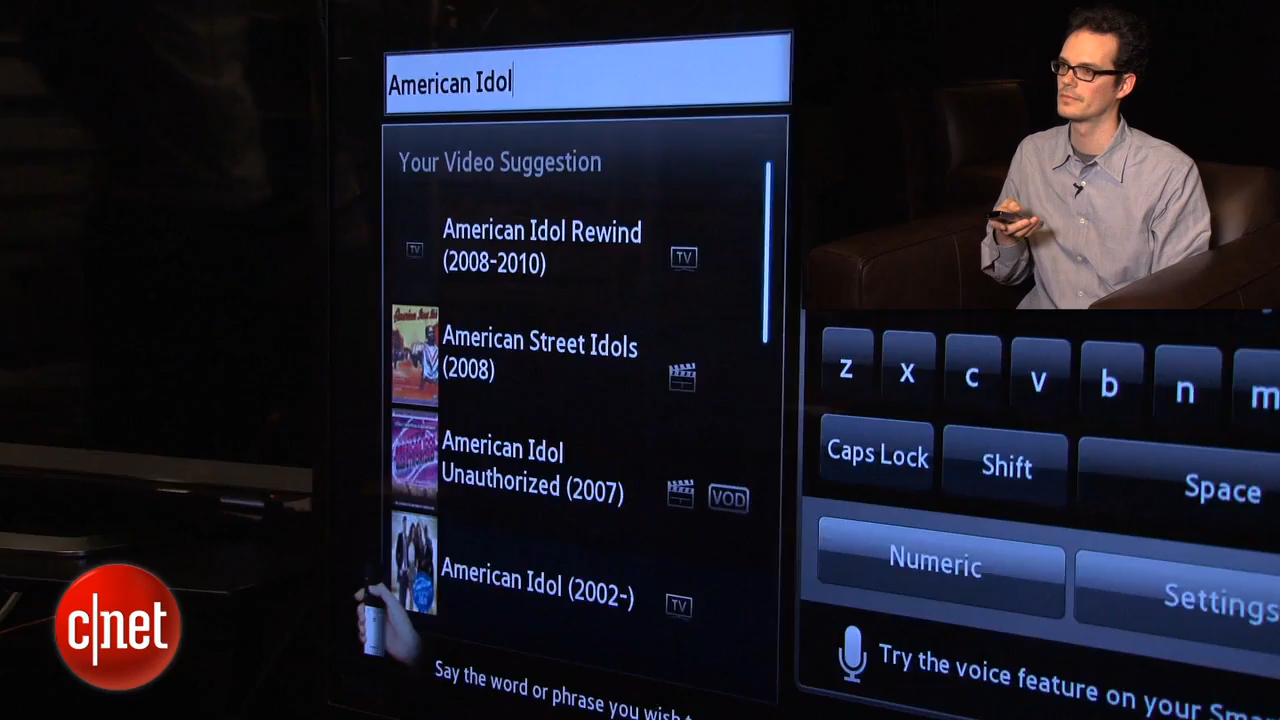 American Idol
Your Video Suggestion
TV
American Idol Rewind
(2008-2010)
TV
American Street Idols
(2008)
American Idol
Unauthorized (2007)
VOD
American Idol (2002-)
TV
Say the word or phrase you wish
z x c v b n m
Caps Lock
Shift
Space
Numeric
Settings
Try the voice feature on your
c|net